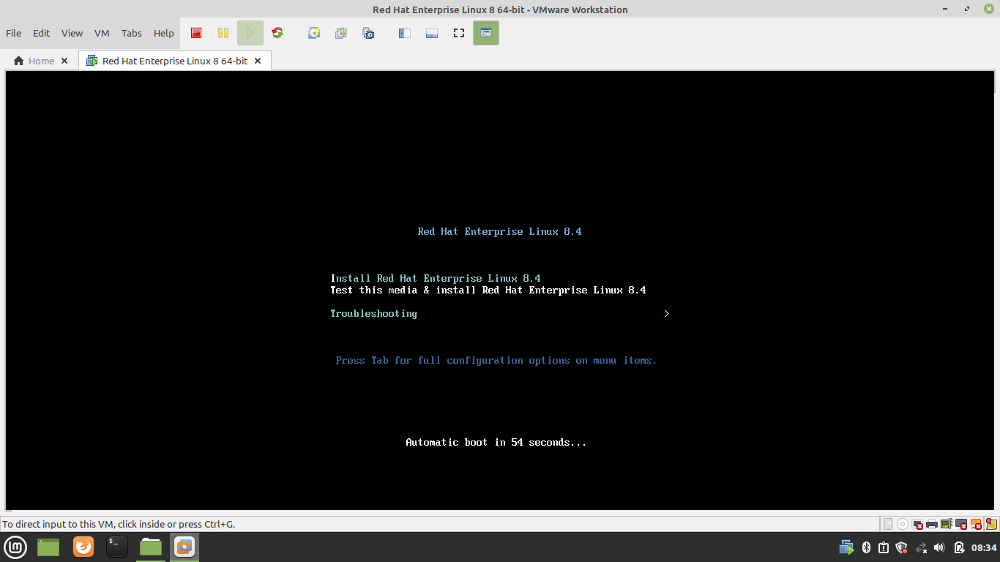 Red Hat Enterprise Linux 8 64-bit - VMware Workstation
File Edit View VM Tabs Help
Home Red Hat Enterprise Linux 8 64-bit
Red Hat Enterprise Linux 8.4
Install Red Hat Enterprise Linux 8.4
Test this media & install Red Hat Enterprise Linux 8.4
Troubleshooting >
Press Tab for full configuration options on menu items.
Automatic boot in 54 seconds...
To direct input to this VM, click inside or press Ctrl+G.
08:34